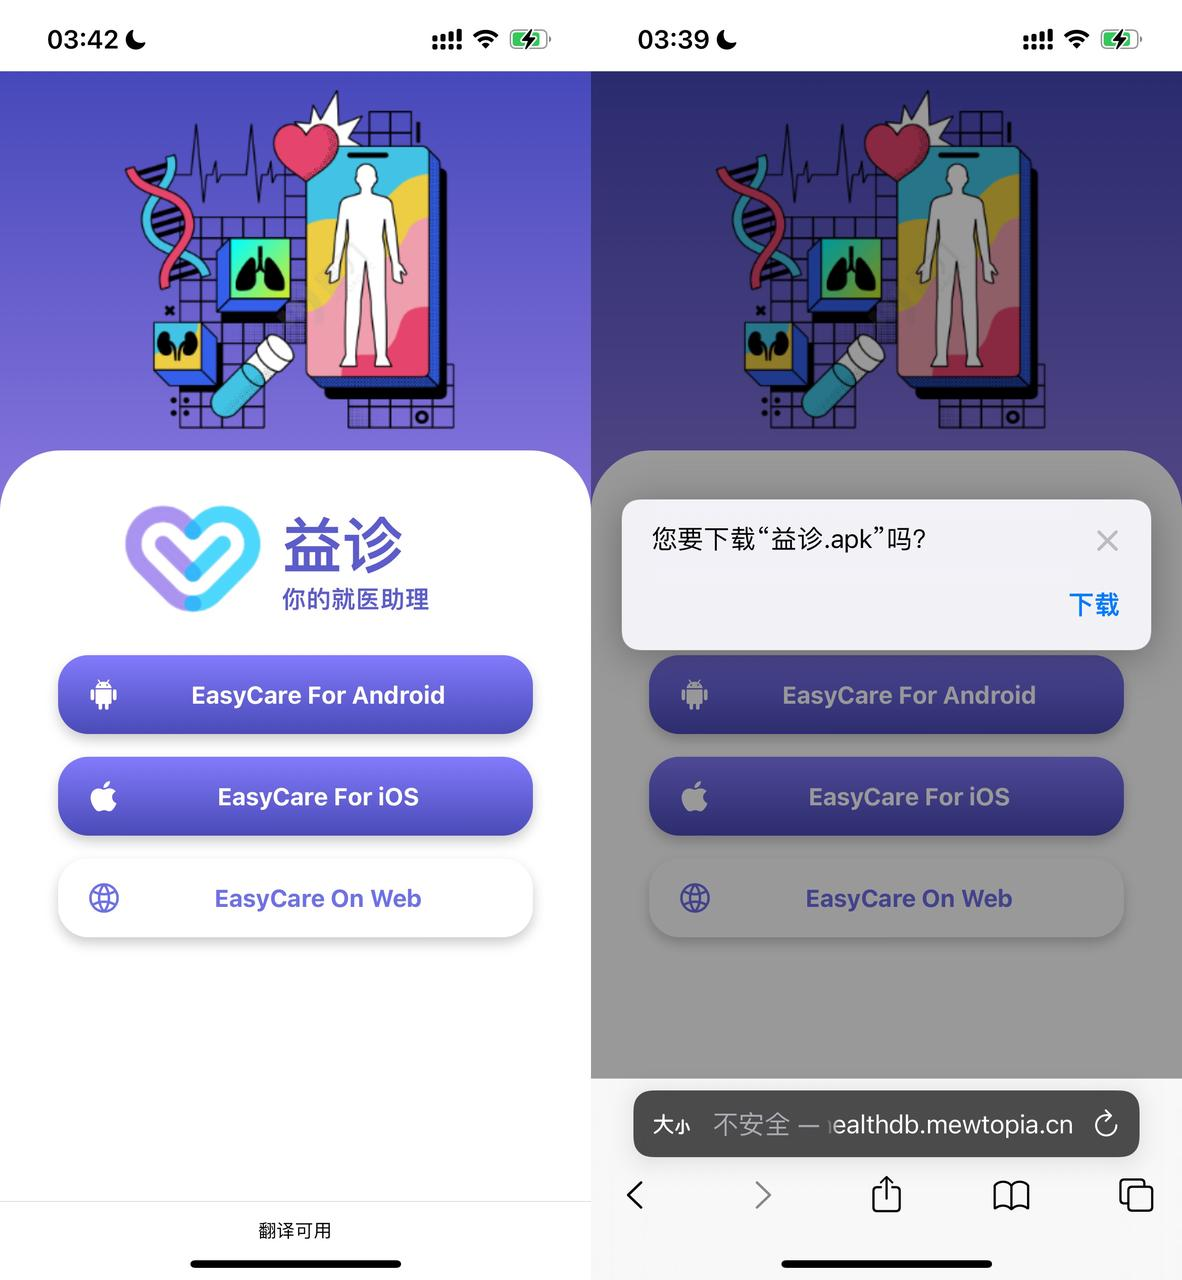 03:42
益诊
你的就医助理
EasyCare For Android
EasyCare For iOS
EasyCare On Web
翻译可用
03:39
您要下载“益诊.apk”吗?
下载
EasyCare For Android
EasyCare For iOS
EasyCare On Web
大小 不安全 — ealthdb.mewtopia.cn